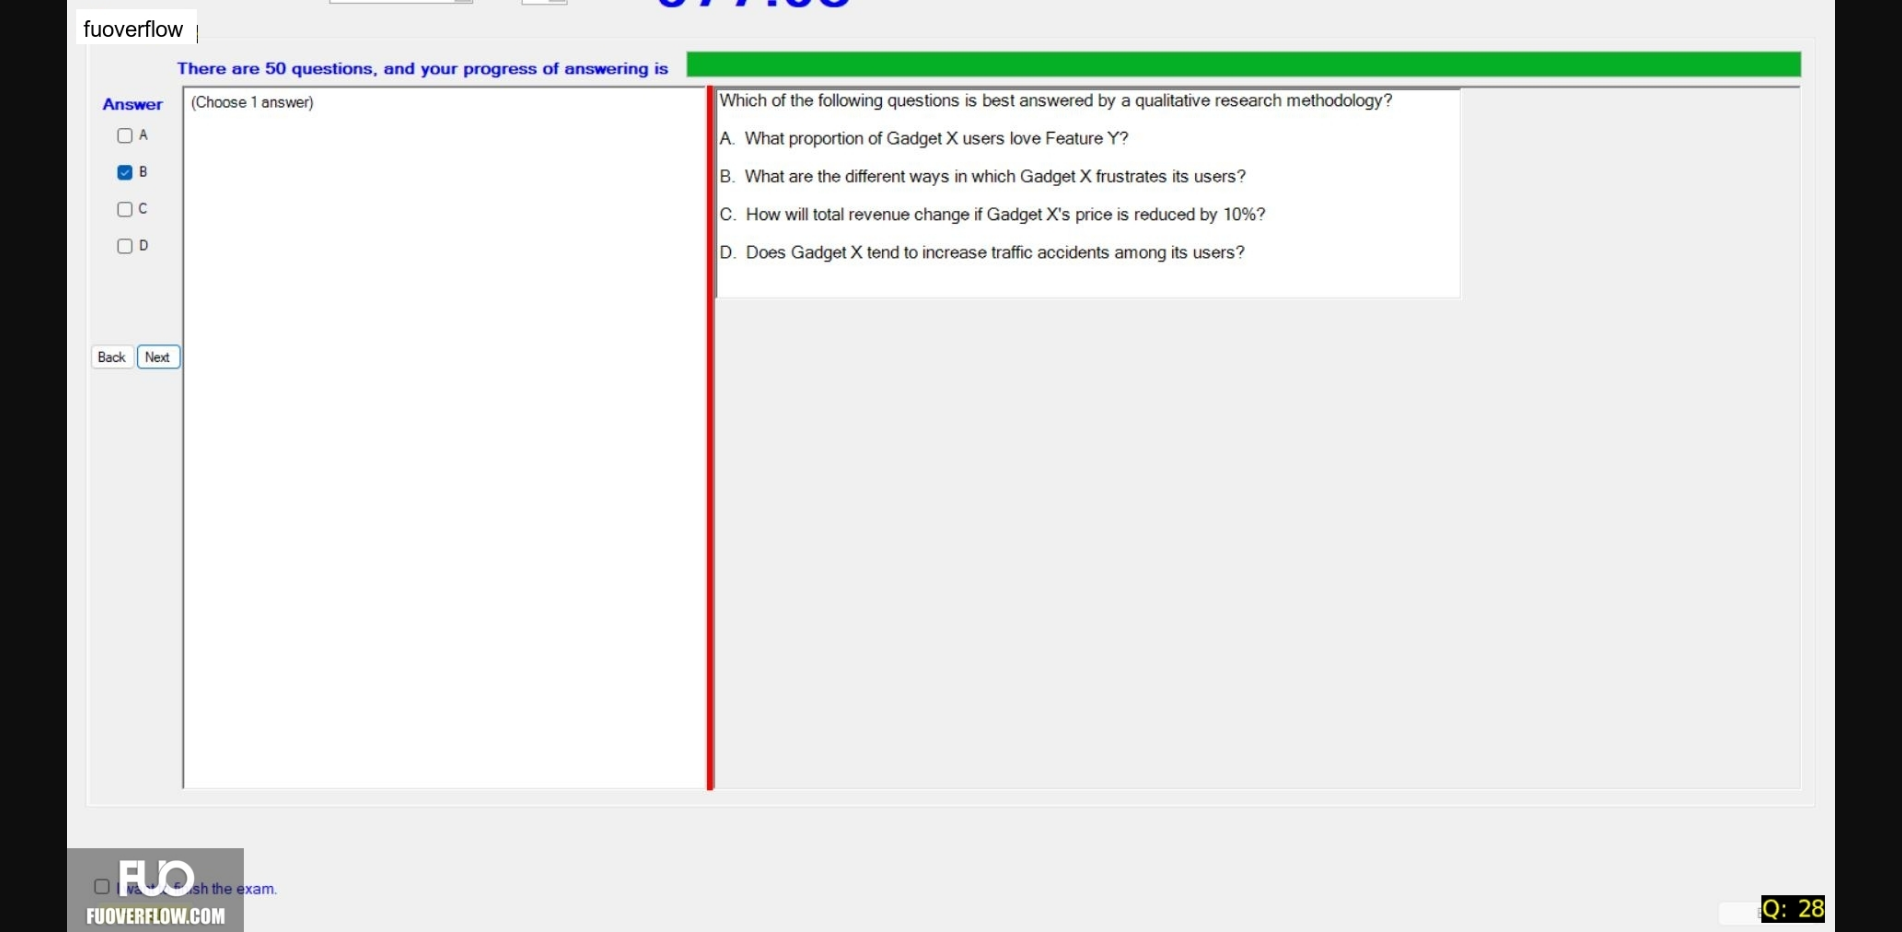 fuoverflow
There are 50 questions, and your progress of answering is
Answer
A
B
C
D
Back Next
(Choose 1 answer)
Which of the following questions is best answered by a qualitative research methodology?
A. What proportion of Gadget X users love Feature Y?
B. What are the different ways in which Gadget X frustrates its users?
C. How will total revenue change if Gadget X's price is reduced by 10%?
D. Does Gadget X tend to increase traffic accidents among its users?
FUO
sh the exam.
FUOVERFLOW.COM
Q: 28